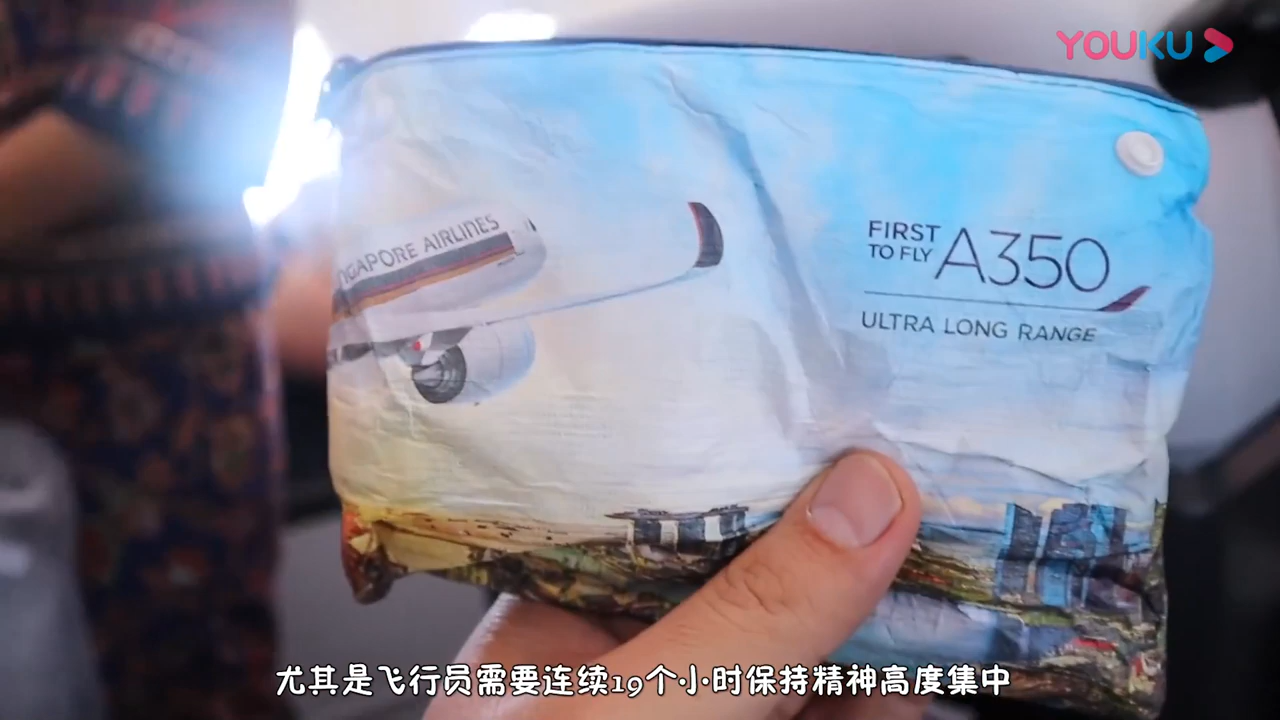 YOUKU
NGAPORE AIRLINES
FIRST
TO FLY A350
ULTRA LONG RANGE
尤其是飞行员需要连续19个小时保持精神高度集中